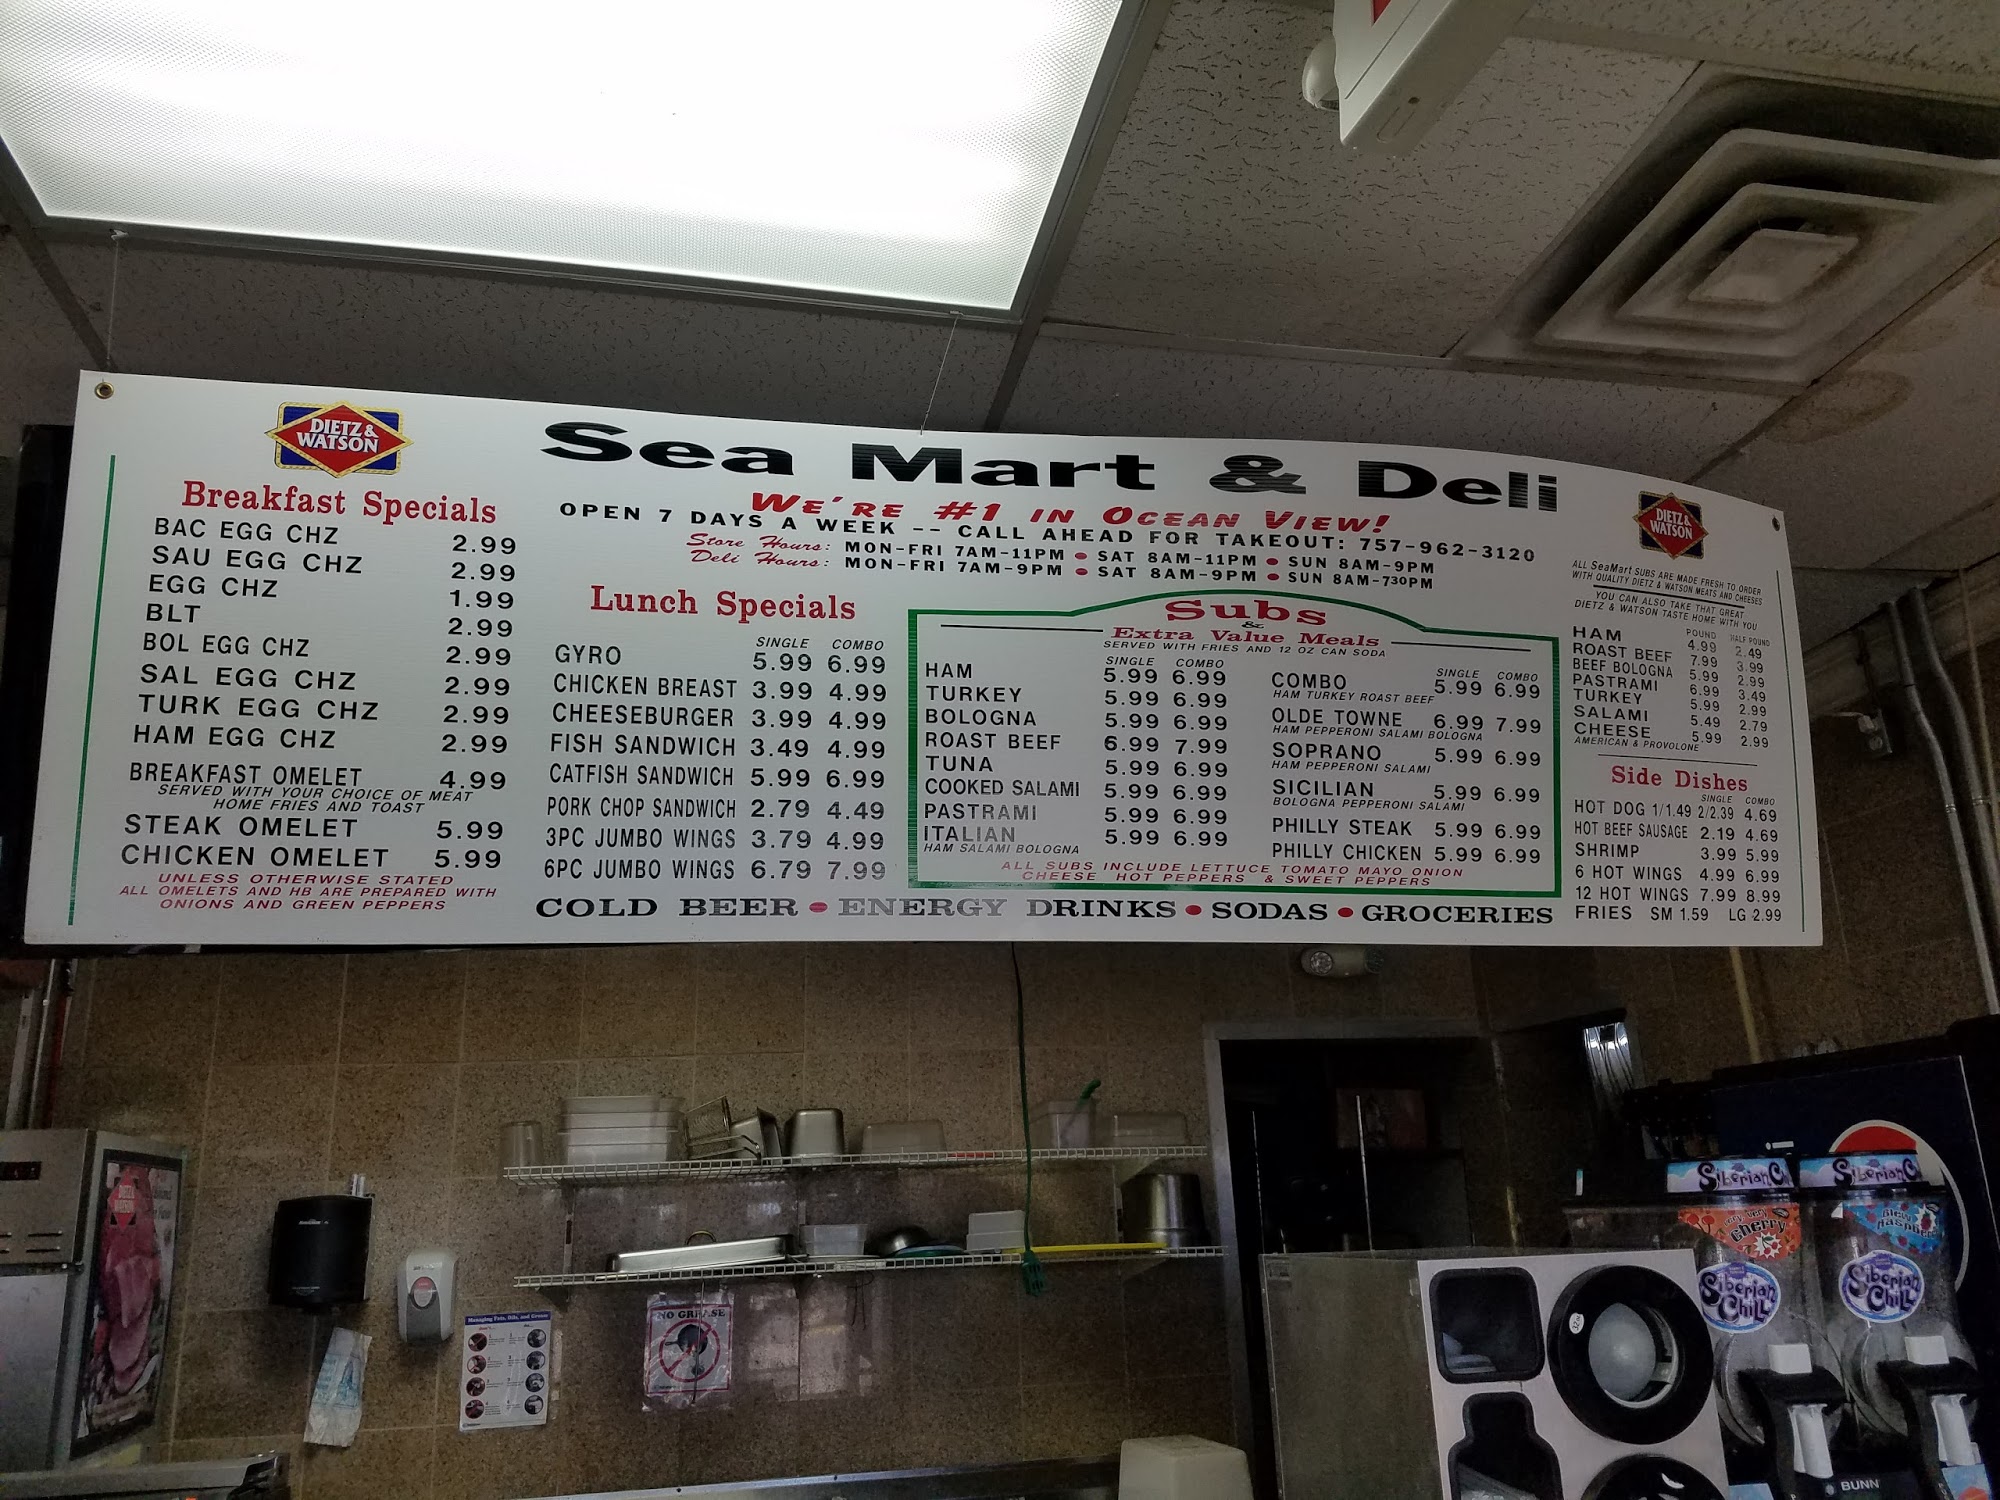 DIETZ & WATSON
Sea Mart & Deli
WE'RE #1 IN OCEAN VIEW!
OPEN 7 DAYS A WEEK -- CALL AHEAD FOR TAKEOUT: 757-962-3120
Store Hours: MON-FRI 7AM-11PM • SAT 8AM-11PM • SUN 8AM-9PM
Deli Hours: MON-FRI 7AM-9PM • SAT 8AM-9PM • SUN 8AM-730PM
Breakfast Specials
BAC EGG CHZ 2.99
SAU EGG CHZ 2.99
EGG CHZ 1.99
BLT 2.99
BOL EGG CHZ 2.99
SAL EGG CHZ 2.99
TURK EGG CHZ 2.99
HAM EGG CHZ 2.99
BREAKFAST OMELET 4.99
SERVED WITH YOUR CHOICE OF MEAT
HOME FRIES AND TOAST
STEAK OMELET 5.99
CHICKEN OMELET 5.99
UNLESS OTHERWISE STATED
ALL OMELETS AND HB ARE PREPARED WITH
ONIONS AND GREEN PEPPERS
Lunch Specials
SINGLE COMBO
GYRO 5.99 6.99
CHICKEN BREAST 3.99 4.99
CHEESEBURGER 3.99 4.99
FISH SANDWICH 3.49 4.99
CATFISH SANDWICH 5.99 6.99
PORK CHOP SANDWICH 2.79 4.49
3PC JUMBO WINGS 3.79 4.99
6PC JUMBO WINGS 6.79 7.99
Subs
&
Extra Value Meals
SERVED WITH FRIES AND 12 OZ CAN SODA
SINGLE COMBO
HAM 5.99 6.99
TURKEY 5.99 6.99
BOLOGNA 5.99 6.99
ROAST BEEF 6.99 7.99
TUNA 5.99 6.99
COOKED SALAMI 5.99 6.99
PASTRAMI 5.99 6.99
ITALIAN 5.99 6.99
HAM SALAMI BOLOGNA
SINGLE COMBO
COMBO 5.99 6.99
HAM TURKEY ROAST BEEF
OLDE TOWNE 6.99 7.99
HAM PEPPERONI SALAMI BOLOGNA
SOPRANO 5.99 6.99
HAM PEPPERONI SALAMI
SICILIAN 5.99 6.99
BOLOGNA PEPPERONI SALAMI
PHILLY STEAK 5.99 6.99
PHILLY CHICKEN 5.99 6.99
ALL SUBS INCLUDE LETTUCE TOMATO MAYO ONION
CHEESE HOT PEPPERS & SWEET PEPPERS
COLD BEER • ENERGY DRINKS • SODAS • GROCERIES
DIETZ & WATSON
ALL SeaMart SUBS ARE MADE FRESH TO ORDER
WITH QUALITY DIETZ & WATSON MEATS AND CHEESES
YOU CAN ALSO TAKE THAT GREAT
DIETZ & WATSON TASTE HOME WITH YOU
POUND HALF POUND
HAM 4.99 2.49
ROAST BEEF 7.99 3.99
BEEF BOLOGNA 5.99 2.99
PASTRAMI 6.99 3.49
TURKEY 5.99 2.99
SALAMI 5.49 2.79
CHEESE 5.99 2.99
AMERICAN & PROVOLONE
Side Dishes
SINGLE COMBO
HOT DOG 1/1.49 2/2.39 4.69
HOT BEEF SAUSAGE 2.19 4.69
SHRIMP 3.99 5.99
6 HOT WINGS 4.99 6.99
12 HOT WINGS 7.99 8.99
FRIES SM 1.59 LG 2.99
DIETZ & WATSON
Managing Fats, Oils, and Grease
NO GREASE
Siberian C
Siberian C
Cherry
Siberian Chill
Siberian Chill
32 oz
BUNN